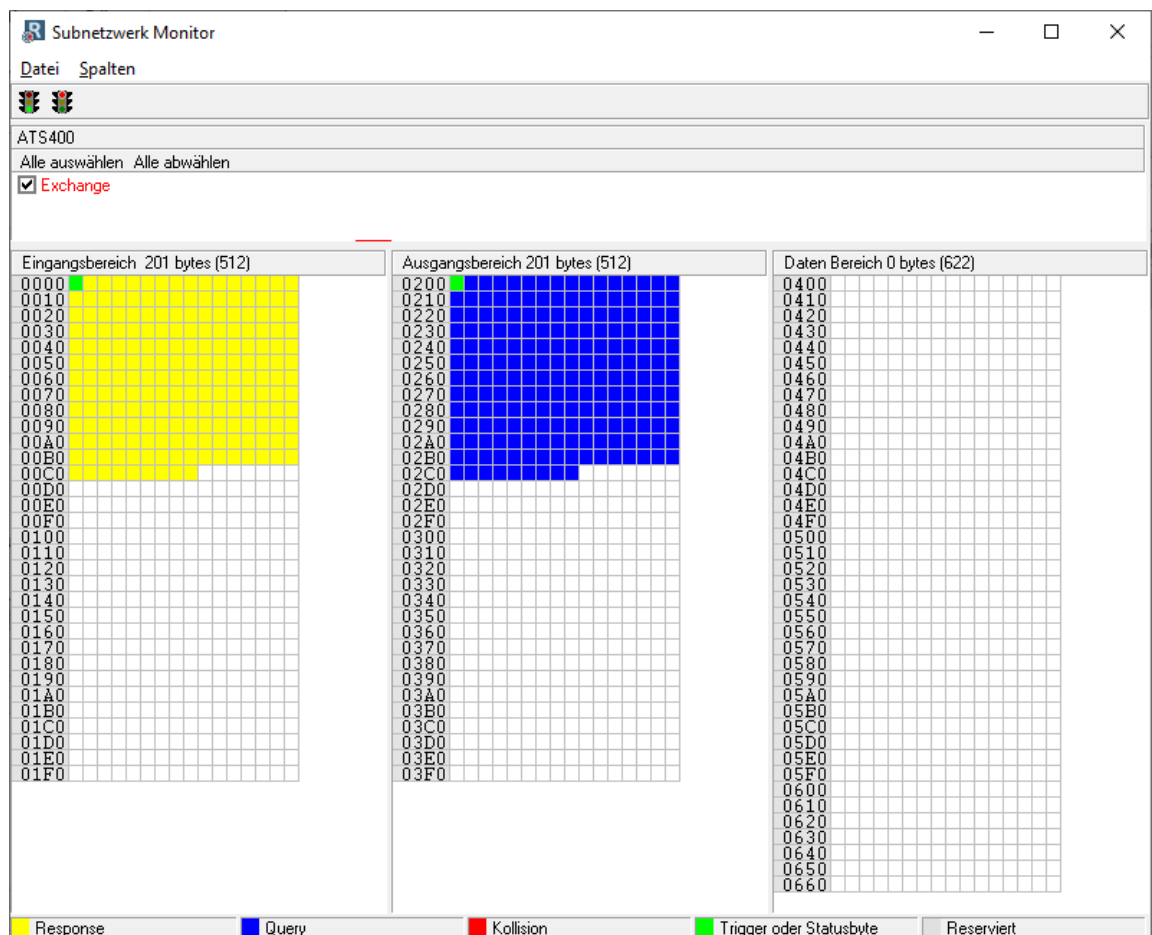 Subnetzwerk Monitor
Datei Spalten
ATS400
Alle auswählen Alle abwählen
Exchange
Eingangsbereich 201 bytes (512)
0000
0010
0020
0030
0040
0050
0060
0070
0080
0090
00A0
00B0
00C0
00D0
00E0
00F0
0100
0110
0120
0130
0140
0150
0160
0170
0180
0190
01A0
01B0
01C0
01D0
01E0
01F0
Ausgangsbereich 201 bytes (512)
0200
0210
0220
0230
0240
0250
0260
0270
0280
0290
02A0
02B0
02C0
02D0
02E0
02F0
0300
0310
0320
0330
0340
0350
0360
0370
0380
0390
03A0
03B0
03C0
03D0
03E0
03F0
Daten Bereich 0 bytes (622)
0400
0410
0420
0430
0440
0450
0460
0470
0480
0490
04A0
04B0
04C0
04D0
04E0
04F0
0500
0510
0520
0530
0540
0550
0560
0570
0580
0590
05A0
05B0
05C0
05D0
05E0
05F0
0600
0610
0620
0630
0640
0650
0660
Response Query Kollision Trigger oder Statusbyte Reserviert